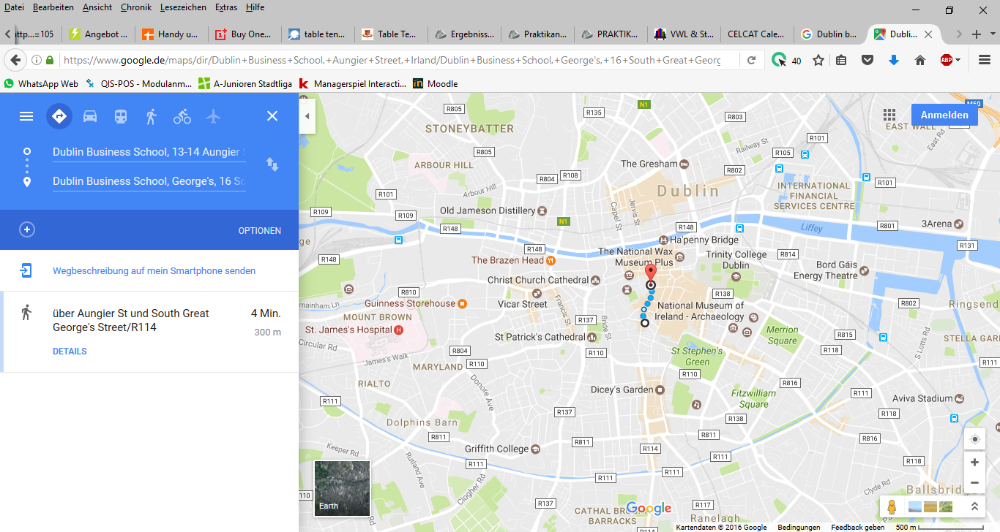 Datei Bearbeiten Ansicht Chronik Lesezeichen Extras Hilfe
ttp...=105 Angebot ... Handy u... Buy One... table ten... Table Te... Ergebniss... Praktikan... PRAKTIK... VWL & St... CELCAT Cale... Dublin b... Dubli...
https://www.google.de/maps/dir/Dublin+Business+School,+Aungier+Street,+Irland/Dublin+Business+School,+George's,+16+South+Great+Georg
40
ABP
WhatsApp Web QIS-POS - Modulanm... A-Junioren Stadtliga Managerspiel Interacti... Moodle
Dublin Business School, 13-14 Aungier
Dublin Business School, George's, 16 So
OPTIONEN
Wegbeschreibung auf mein Smartphone senden
über Aungier St und South Great
George's Street/R114
4 Min.
300 m
DETAILS
Anmelden
N1
M50
R805
R135
R803
STONEYBATTER
EAST WALL
East Rd
R101
Railway St
R805
R105
The Gresham
ARBOUR HILL
R804
R108
R802
R101
Arbour Hill
Dublin
INTERNATIONAL
FINANCIAL
SERVICES CENTRE
R101
Capel St
Jervis St
R109
R109
Old Jameson Distillery
N1
R148
R148
Liffey
R801
3Arena
ge
Ha'penny Bridge
R131
R148
R148
The National Wax
Museum Plus
Trinity College
Dublin
R814
The Brazen Head
Bord Gáis
Energy Theatre
Christ Church Cathedral
R810
R138
R802
mainham Ln
Guinness Storehouse
Vicar Street
Francis St
National Museum of
Ireland - Archaeology
Ringsend
MOUNT BROWN
R137
Bride St
St. James's Hospital
Merrion
Square
S Lotts Rd
St Patrick's Cathedral
R815
STELLA GAR
Circular Rd
R804
R110
R118
James's Walk
St Stephen's
Green
R111
MARYLAND
R110
R110
RIALTO
Donore Ave
R816
Dicey's Garden
Fitzwilliam
Square
R111
Aviva Stadium
R111
R137
R118
Dolphins Barn
R138
R811
R811
R811
R816
Keeper Rd
Griffith College
R114
Rutland Ave
R111
R111
R118
R111
R111
Clogher Rd
Clyde Rd
Ballsbridg
110
R137
R117
Earth
CATHAL BRUGHA
BARRACKS
Google
Ranelagh
Kartendaten © 2016 Google Bedingungen Feedback geben 500 m